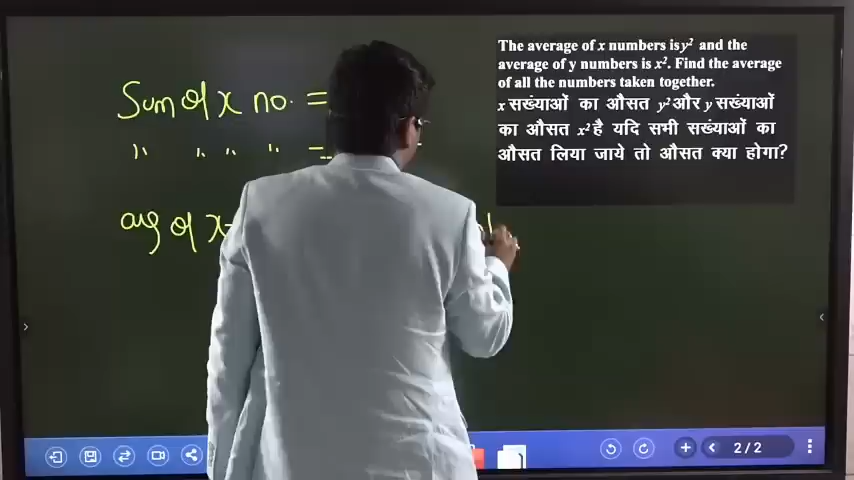 The average of x numbers is y² and the
average of y numbers is x². Find the average
of all the numbers taken together.
x सख्ंयाओं का औसत y² और y सख्ंयाओं
का औसत x² है यदि सभी सख्ंयाओं का
औसत लिया जाये तो औसत क्या होगा?
Sum of x no. =
" " " " =
avg of x
2/2